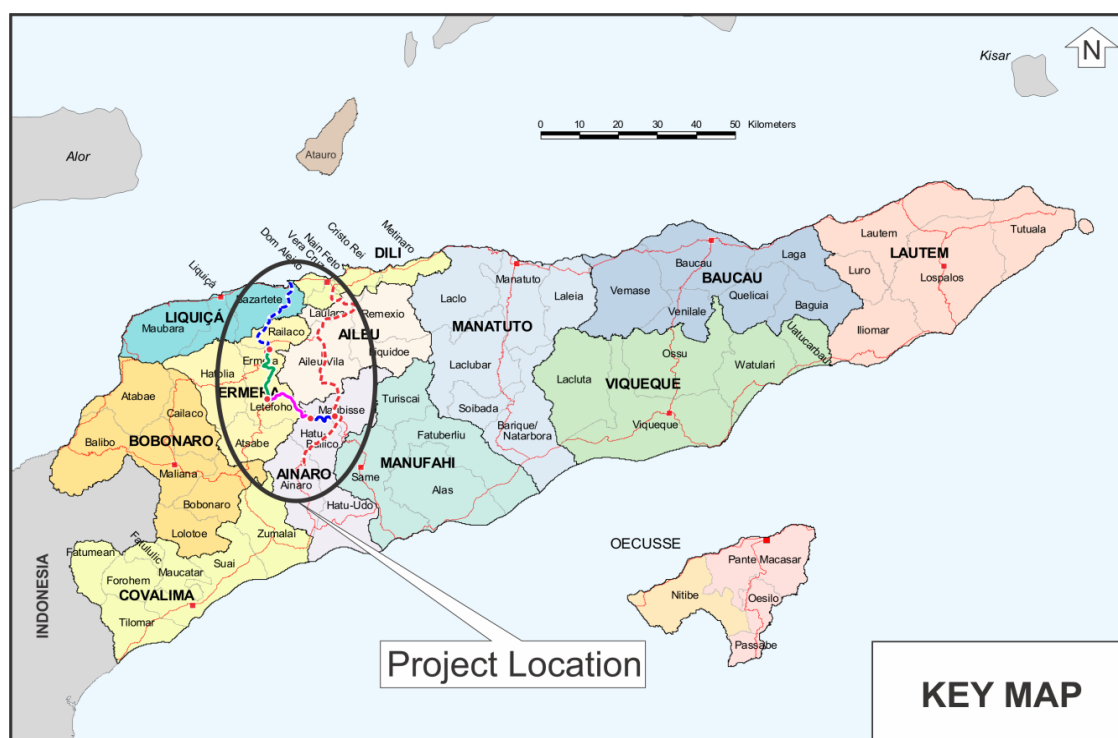 N
Kisar
0 10 20 30 40 50 Kilometers
Alor
Atauro
Metinaro
Cristo Rei
Nain Feto
Vera Cruz
Dom Aleixo
DILI
Liquiçá
Bazartete
LIQUIÇÁ
Maubara
Laulara
Remexio
AILEU
Aileu Vila
Liquidoe
Railaco
Ermera
Hatolia
ERMERA
Letefoho
Atsabe
Maubisse
Hatu-
Builico
AINARO
Ainaro
Hatu-Udo
Turiscai
Fatuberliu
MANUFAHI
Same
Alas
Manatuto
Laclo
Laleia
MANATUTO
Laclubar
Soibada
Barique/
Natarbora
Baucau
Laga
Vemase
BAUCAU
Quelicai
Venilale
Baguia
Lautem
Tutuala
LAUTEM
Luro
Lospalos
Iliomar
Uatucarbau
Ossu
Watulari
VIQUEQUE
Lacluta
Viqueque
Atabae
Cailaco
Balibo
BOBONARO
Maliana
Bobonaro
Lolotoe
Zumalai
Fatumean
Fatululic
Suai
Maucatar
Forohem
COVALIMA
Tilomar
INDONESIA
OECUSSE
Pante Macasar
Nitibe
Oesilo
Passabe
Project Location
KEY MAP